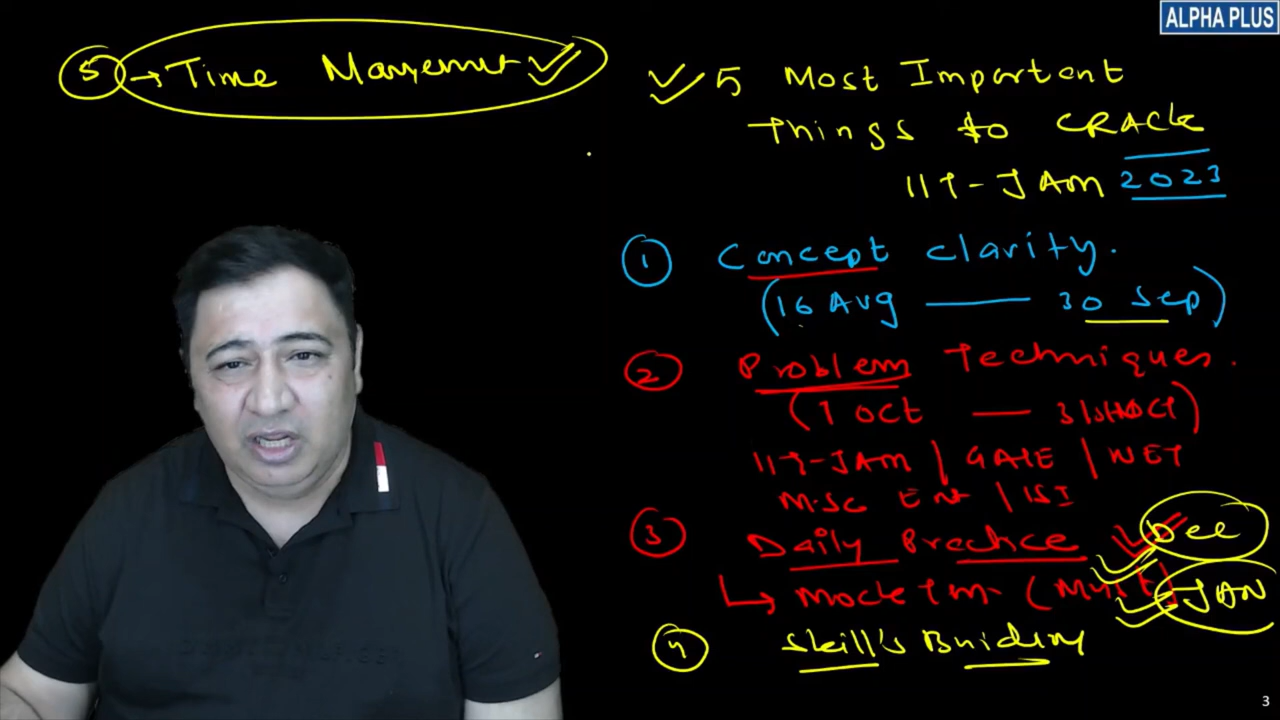 ALPHA PLUS
5 → Time Management
5 Most Important
Things to CRACK
IIT-JAM 2023
1 Concept clarity.
(16 Aug — 30 Sep)
2 Problem Techniques.
(1 OCT — 31st OCT)
IIT-JAM | GATE | NET
M.SC Ent | ISI
3 Daily Practice Dec
↳ Mock (Must) JAN
4 Skill's Building
3